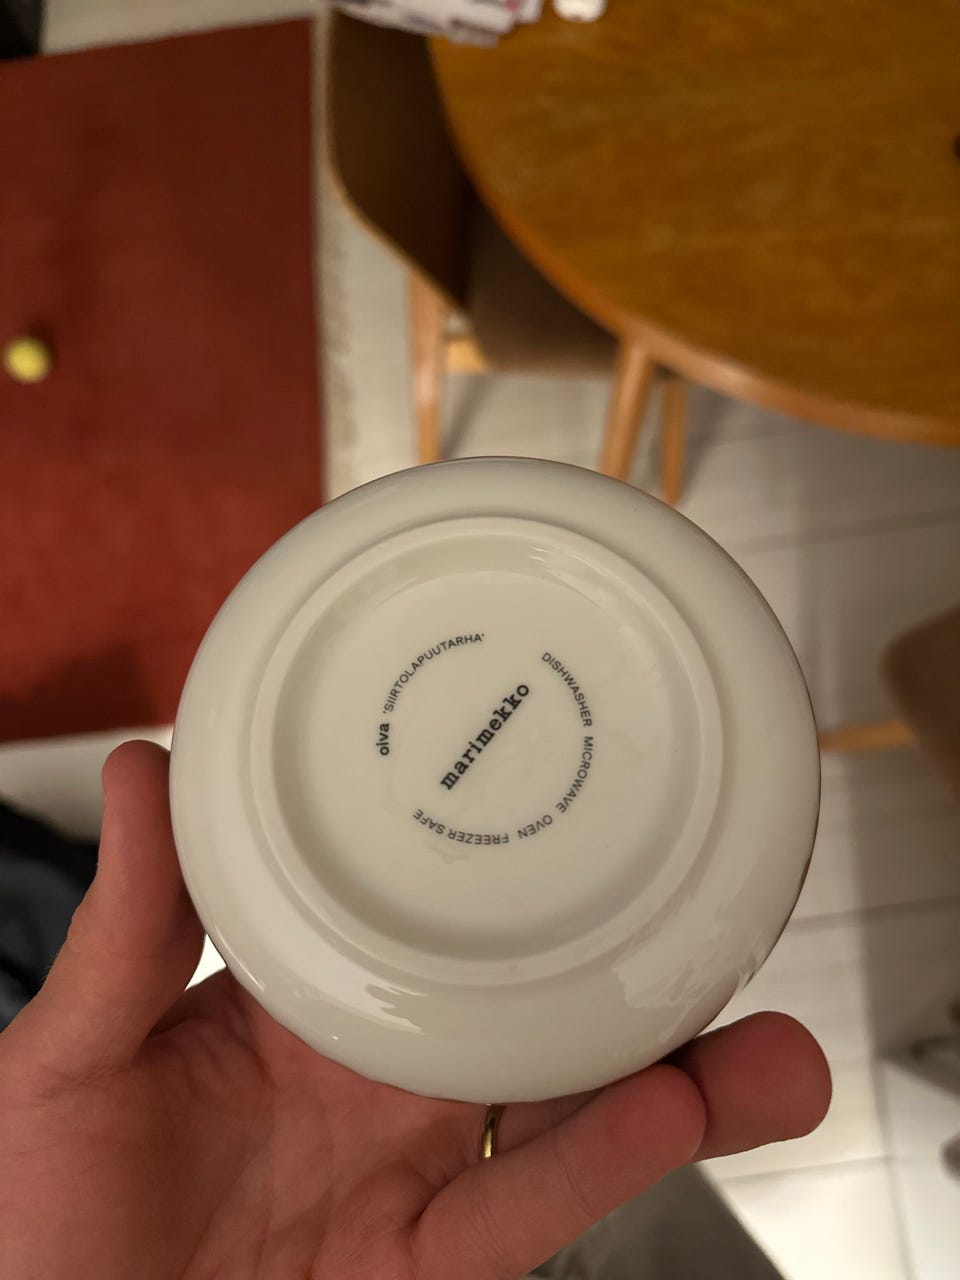 oiva 'SIIRTOLAPUUTARHA'
marimekko
DISHWASHER MICROWAVE OVEN FREEZER SAFE